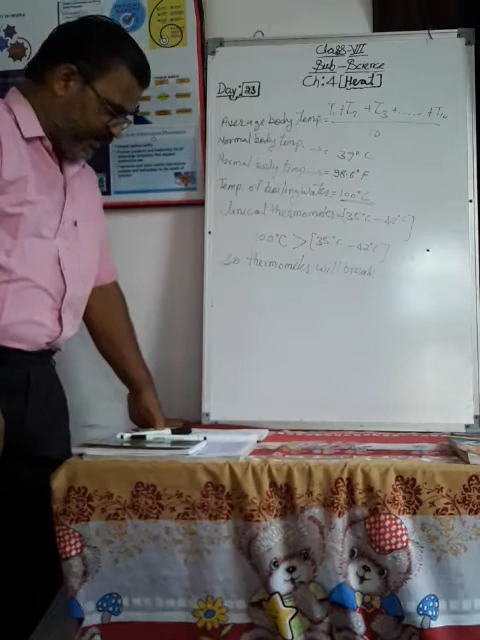 Class-VII
Sub-Science
Ch:4 [Heat]
Day:23
Average body temp = T₁+T₂+T₃+.....+T₁₀
10
Normal body temp. → = 37°C
Normal body temp → = 98.6°F
Temp. of boiling water = 100°C
Clinical thermometer = [35°C - 42°C]
100°C > [35°C - 42°C]
So thermometer will break